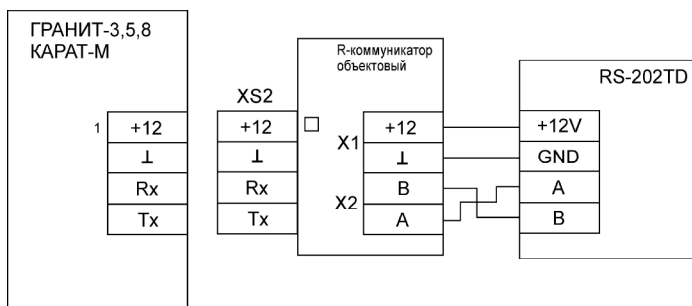 ГРАНИТ-3,5,8
КАРАТ-М
1
+12
⊥
Rx
Tx
XS2
+12
⊥
Rx
Tx
R-коммуникатор
объектовый
X1
+12
⊥
X2
B
A
RS-202TD
+12V
GND
A
B